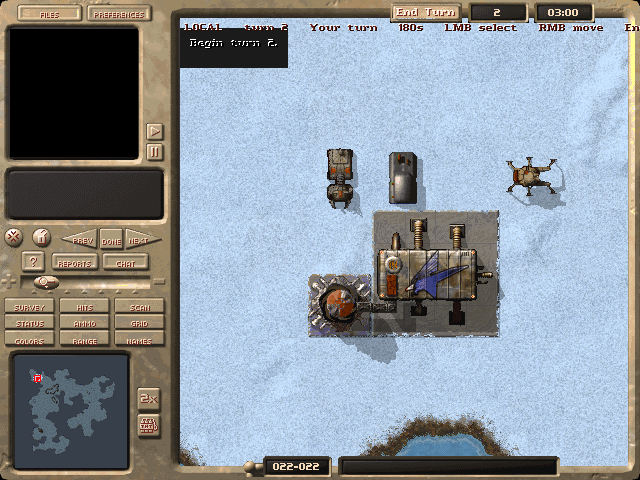 FILES PREFERENCES End Turn 2 03:00
LOCAL turn 2 Your turn 180s LMB select RMB move En
Begin turn 2.
PREV DONE NEXT
? REPORTS CHAT
SURVEY HITS SCAN
STATUS AMMO GRID
COLORS RANGE NAMES
2x
022-022